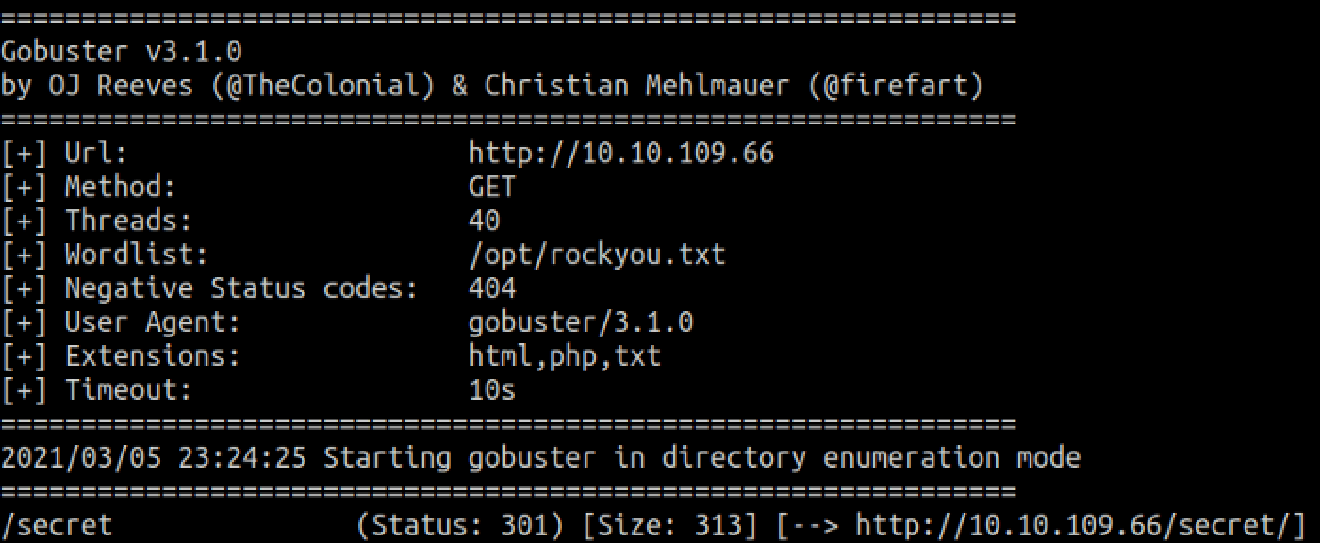 ===============================================================
Gobuster v3.1.0
by OJ Reeves (@TheColonial) & Christian Mehlmauer (@firefart)
===============================================================
[+] Url:                     http://10.10.109.66
[+] Method:                  GET
[+] Threads:                 40
[+] Wordlist:                /opt/rockyou.txt
[+] Negative Status codes:   404
[+] User Agent:              gobuster/3.1.0
[+] Extensions:              html,php,txt
[+] Timeout:                 10s
===============================================================
2021/03/05 23:24:25 Starting gobuster in directory enumeration mode
===============================================================
/secret               (Status: 301) [Size: 313] [--> http://10.10.109.66/secret/]